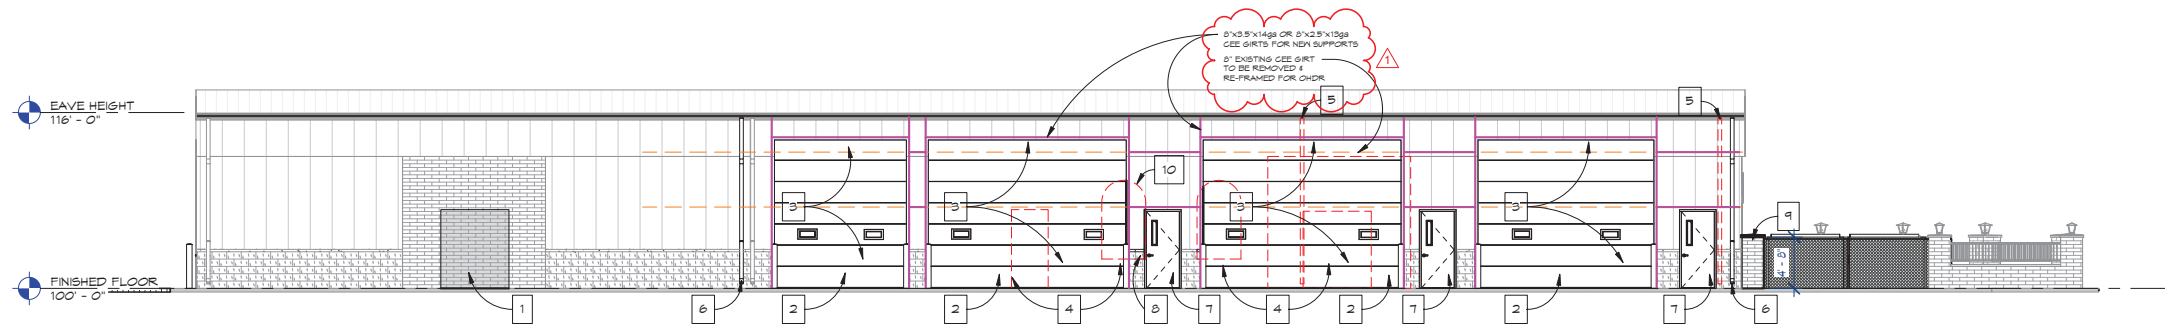 8"x3.5"x14ga OR 8"x2.5"x13ga
CEE GIRTS FOR NEW SUPPORTS
8" EXISTING CEE GIRT
TO BE REMOVED &
RE-FRAMED FOR OHDR
1
5
5
EAVE HEIGHT
116' - 0"
10
3
3
3
3
9
4' - 8"
FINISHED FLOOR
100' - 0"
1
6
2
2
4
8
7
4
2
7
2
7
6